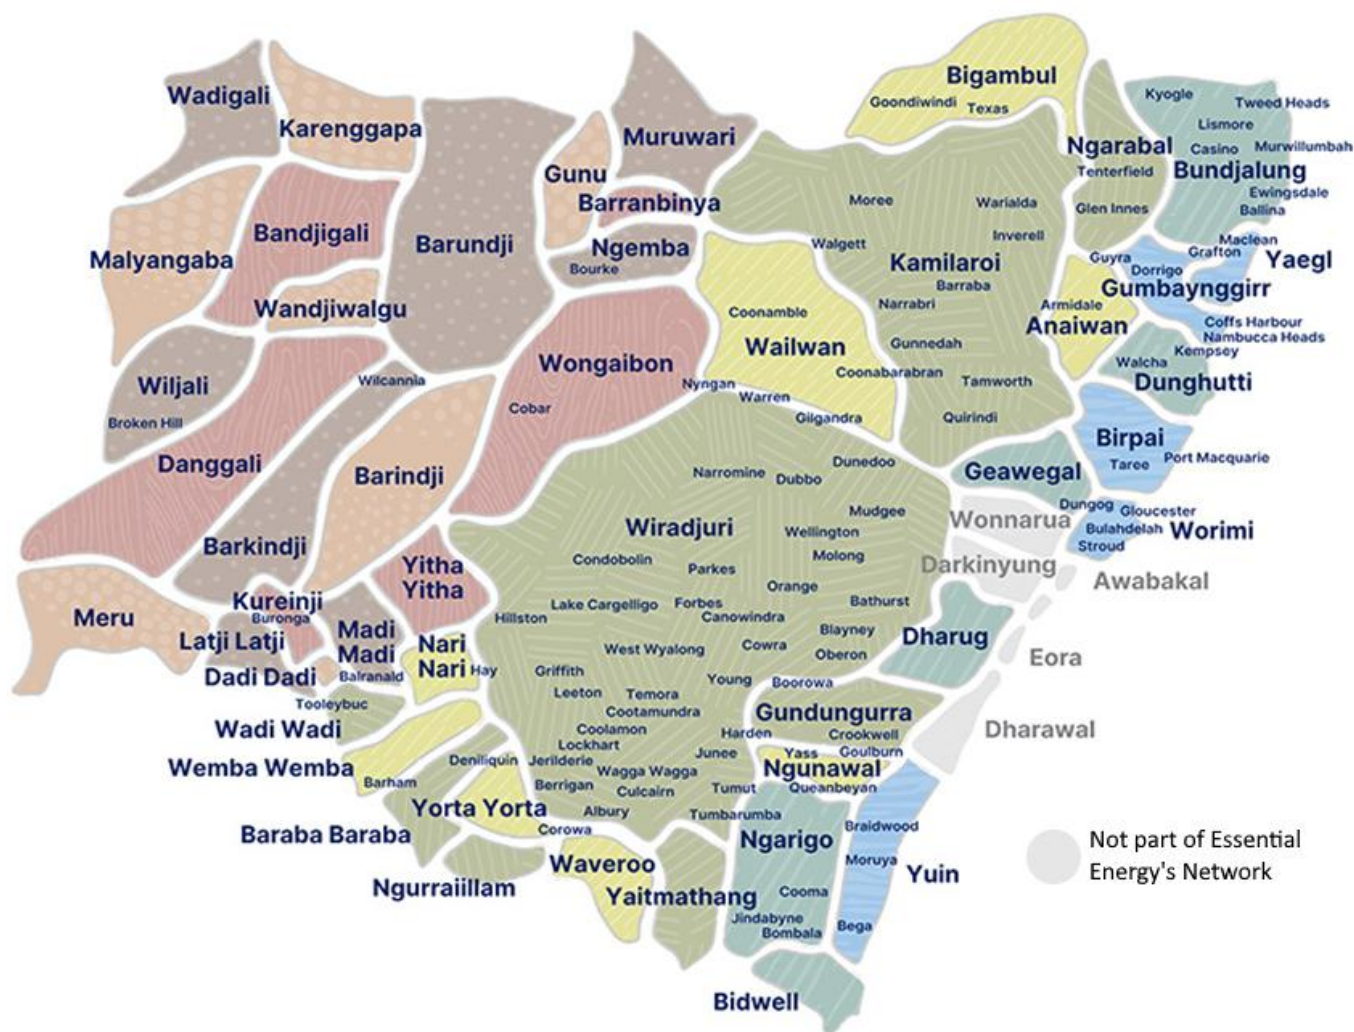 Wadigali
Karenggapa
Muruwari
Bigambul
Goondiwindi
Texas
Kyogle
Tweed Heads
Lismore
Casino
Murwillumbah
Ngarabal
Tenterfield
Bundjalung
Ewingsdale
Ballina
Glen Innes
Gunu
Barranbinya
Moree
Warialda
Inverell
Malyangaba
Bandjigali
Barundji
Ngemba
Bourke
Walgett
Kamilaroi
Barraba
Narrabri
Guyra
Maclean
Grafton
Yaegl
Dorrigo
Gumbaynggirr
Armidale
Anaiwan
Wandjiwalgu
Coonamble
Wailwan
Gunnedah
Coonabarabran
Tamworth
Coffs Harbour
Nambucca Heads
Kempsey
Walcha
Dunghutti
Wiljali
Broken Hill
Wilcannia
Wongaibon
Cobar
Nyngan
Warren
Gilgandra
Quirindi
Birpai
Taree
Port Macquarie
Danggali
Barindji
Narromine
Dubbo
Dunedoo
Geawegal
Mudgee
Wiradjuri
Wellington
Wonnarua
Dungog
Gloucester
Bulahdelah
Worimi
Stroud
Barkindji
Yitha
Yitha
Condobolin
Parkes
Molong
Orange
Darkinyung
Awabakal
Meru
Kureinji
Buronga
Latji Latji
Madi
Madi
Dadi Dadi
Balranald
Nari
Nari
Hay
Hillston
Lake Cargelligo
Forbes
Canowindra
Bathurst
Blayney
Dharug
West Wyalong
Cowra
Oberon
Eora
Griffith
Leeton
Temora
Young
Boorowa
Tooleybuc
Wadi Wadi
Cootamundra
Coolamon
Harden
Gundungurra
Crookwell
Dharawal
Lockhart
Junee
Yass
Goulburn
Wemba Wemba
Barham
Deniliquin
Jerilderie
Wagga Wagga
Ngunawal
Queanbeyan
Berrigan
Culcairn
Tumut
Yorta Yorta
Albury
Tumbarumba
Baraba Baraba
Corowa
Braidwood
Ngarigo
Not part of Essential
Energy's Network
Waveroo
Moruya
Yuin
Ngurraiillam
Yaitmathang
Cooma
Jindabyne
Bombala
Bega
Bidwell